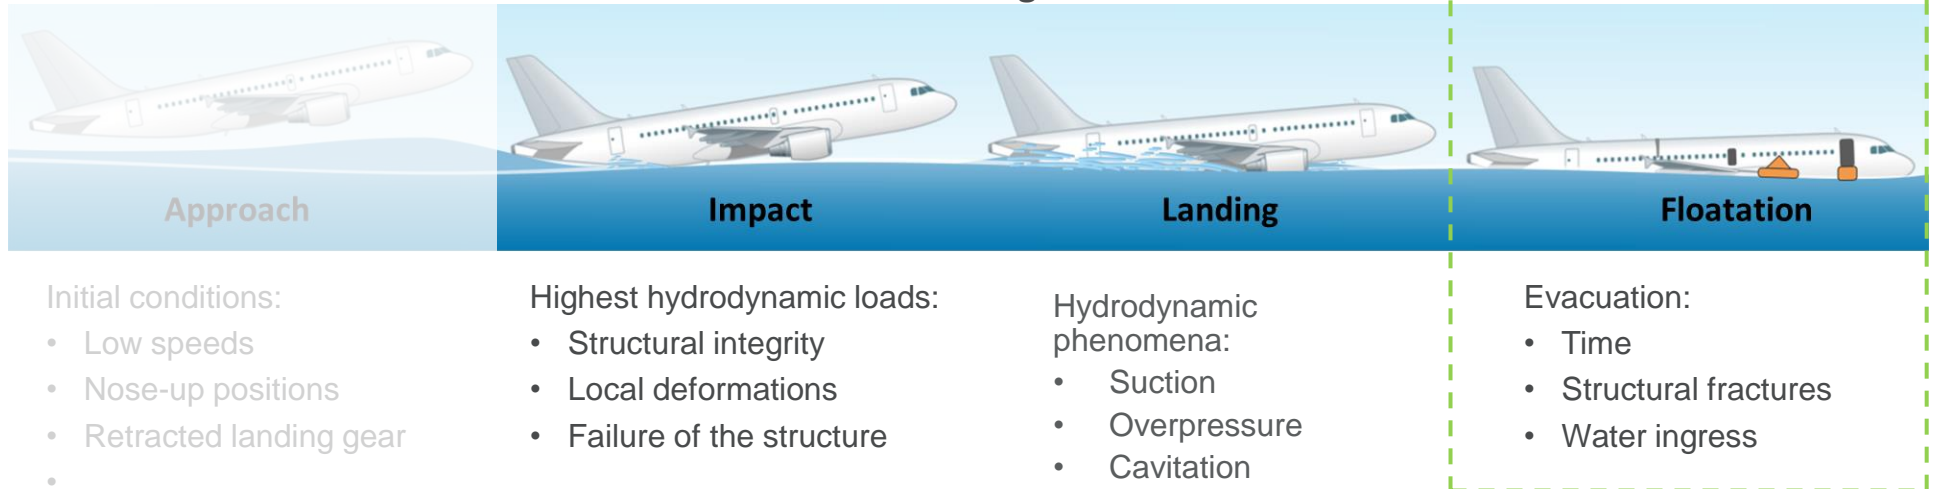 Approach
Impact
Landing
Floatation
Initial conditions:
• Low speeds
• Nose-up positions
• Retracted landing gear
•
Highest hydrodynamic loads:
• Structural integrity
• Local deformations
• Failure of the structure
Hydrodynamic
phenomena:
• Suction
• Overpressure
• Cavitation
Evacuation:
• Time
• Structural fractures
• Water ingress